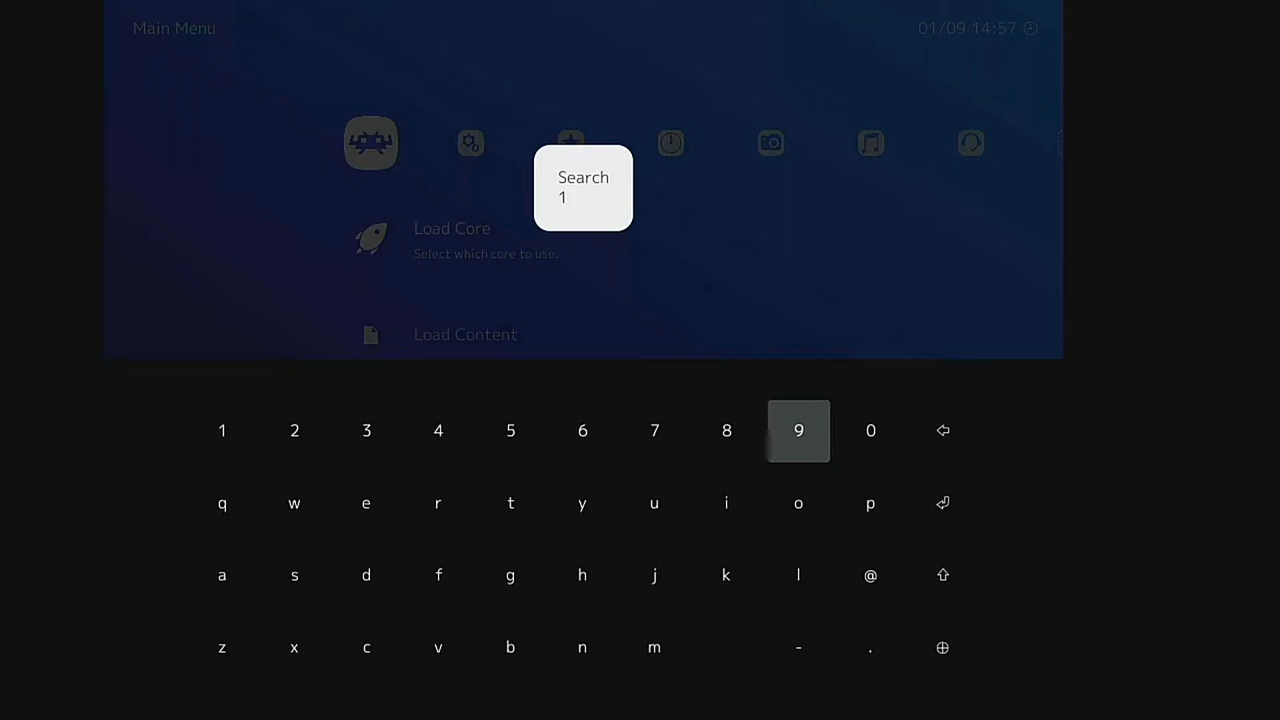 Main Menu
01/09 14:57
Search
1
Load Core
Select which core to use.
Load Content
1 2 3 4 5 6 7 8 9 0
q w e r t y u i o p
a s d f g h j k l @
z x c v b n m - .